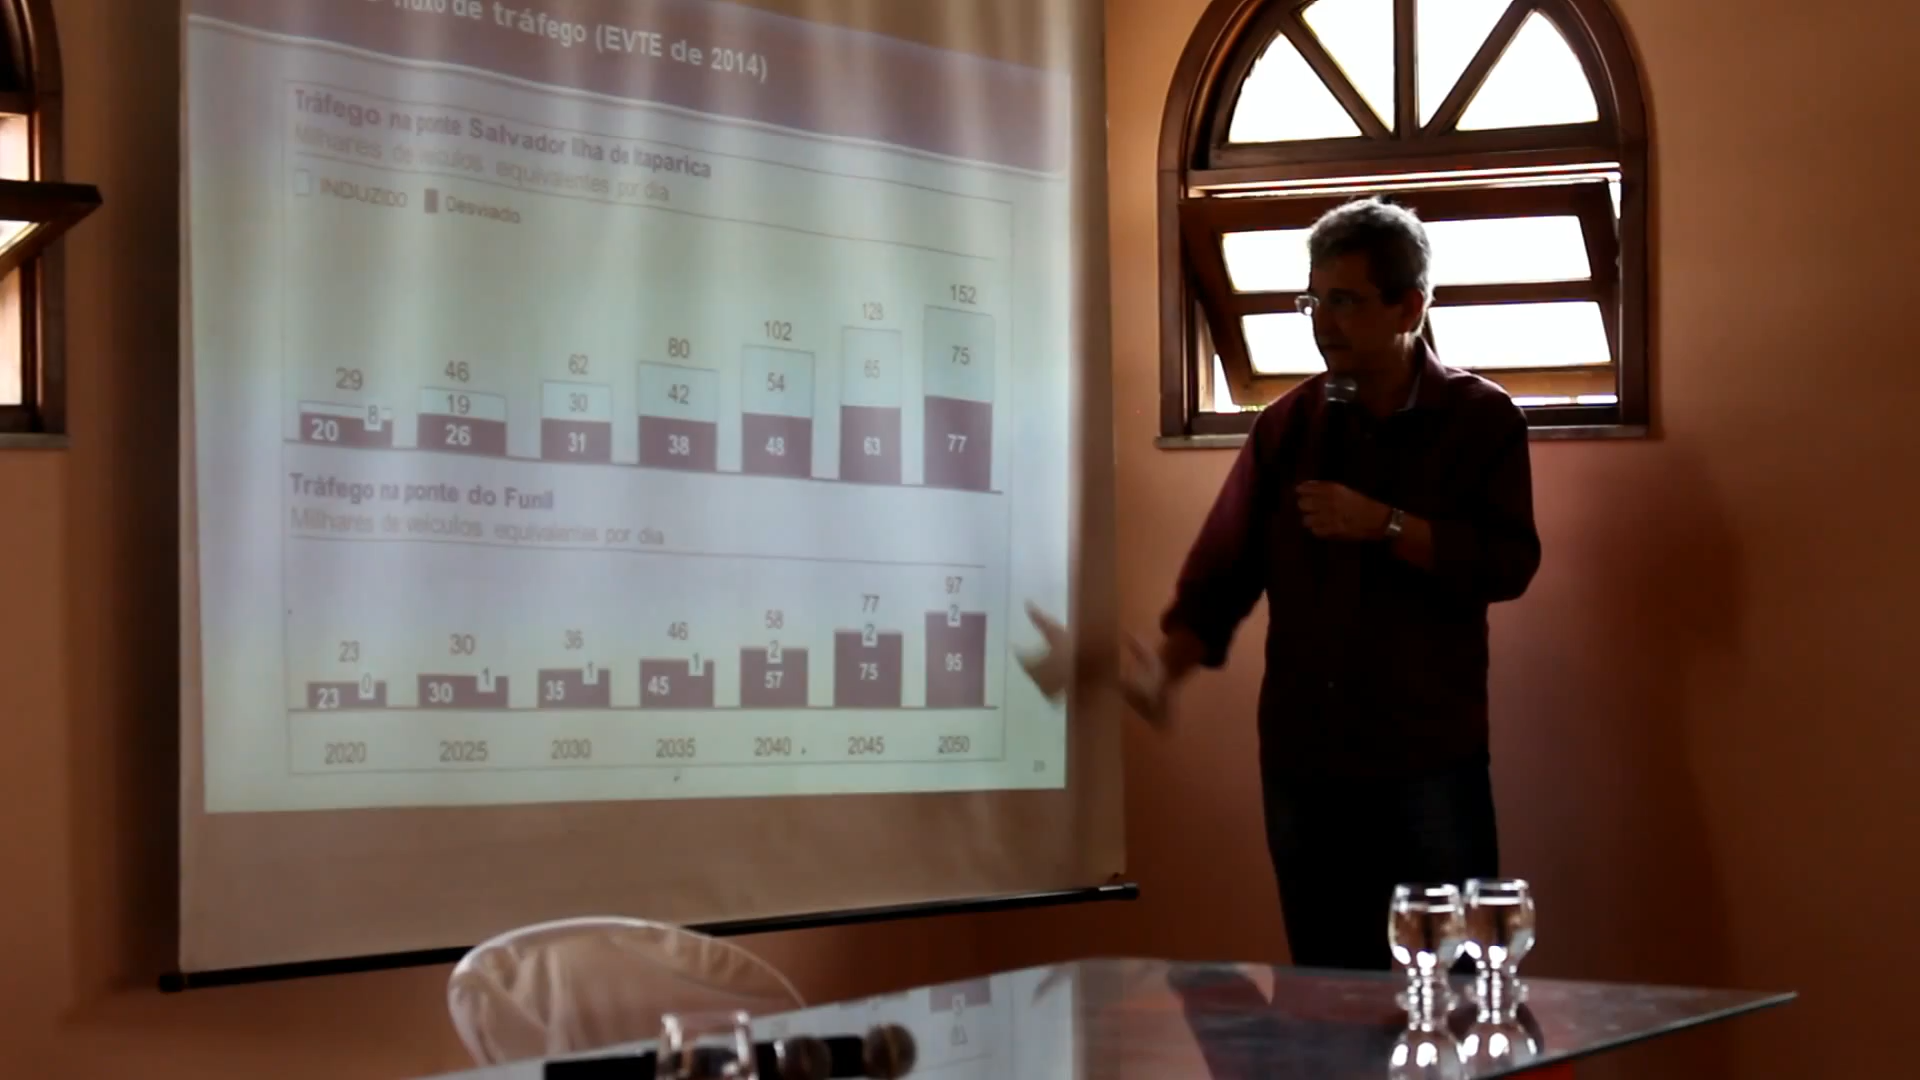 fluxo de tráfego (EVTE de 2014)
Tráfego na ponte Salvador Ilha de Itaparica
Milhares de veículos equivalentes por dia
INDUZIDO Desviado
29 46 62 80 102 128 152
8 19 30 42 54 65 75
20 26 31 38 48 63 77
Tráfego na ponte do Funil
Milhares de veículos equivalentes por dia
23 30 36 46 58 77 97
0 1 1 1 2 2 2
23 30 35 45 57 75 95
2020 2025 2030 2035 2040 2045 2050